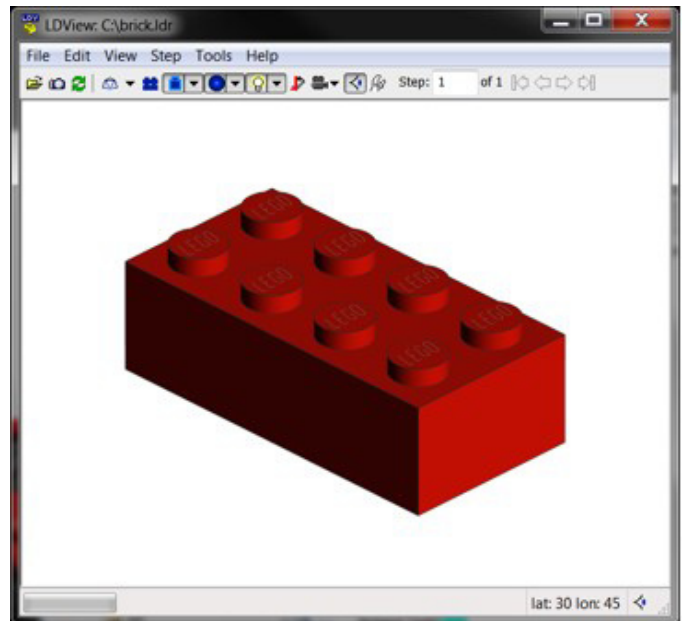 LDView: C:\brick.ldr
File Edit View Step Tools Help
Step: 1 of 1
LEGO
LEGO LEGO
LEGO LEGO
LEGO LEGO
LEGO
lat: 30 lon: 45